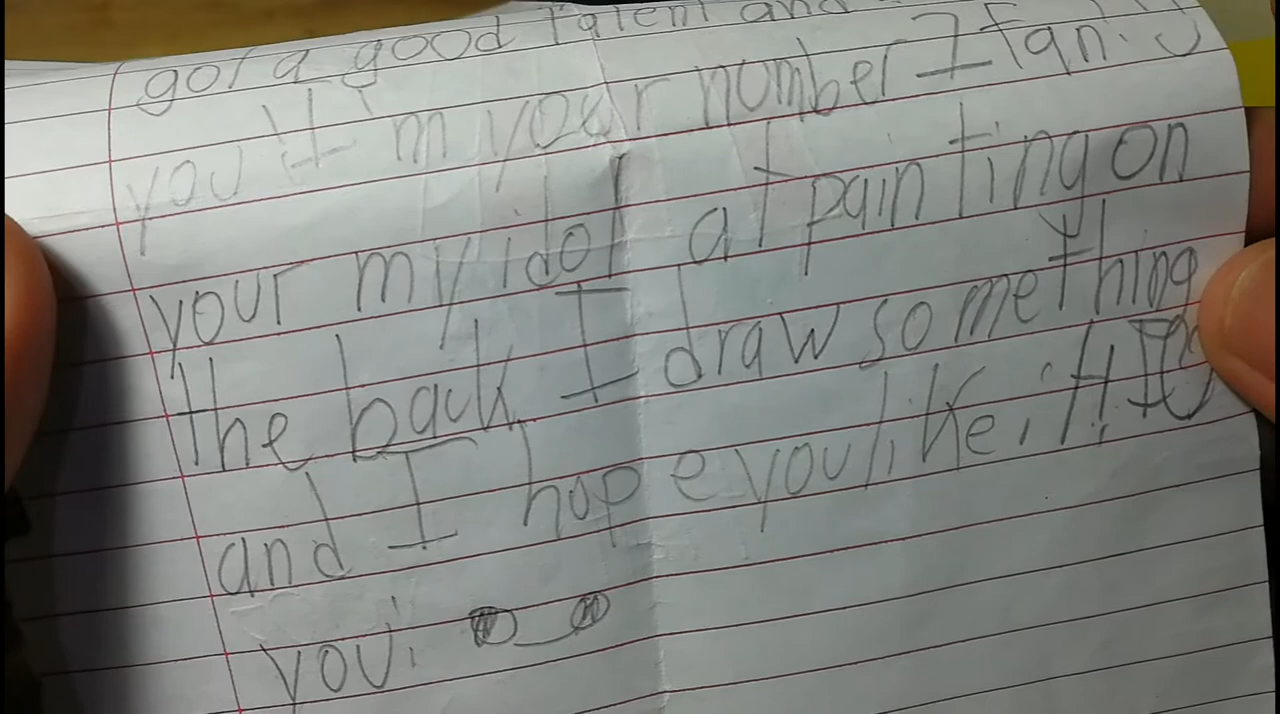 got a good talent and
you I'm your number I fan! :)
your my idol at painting on
the back I draw something
and I hope you like it!! I
you!